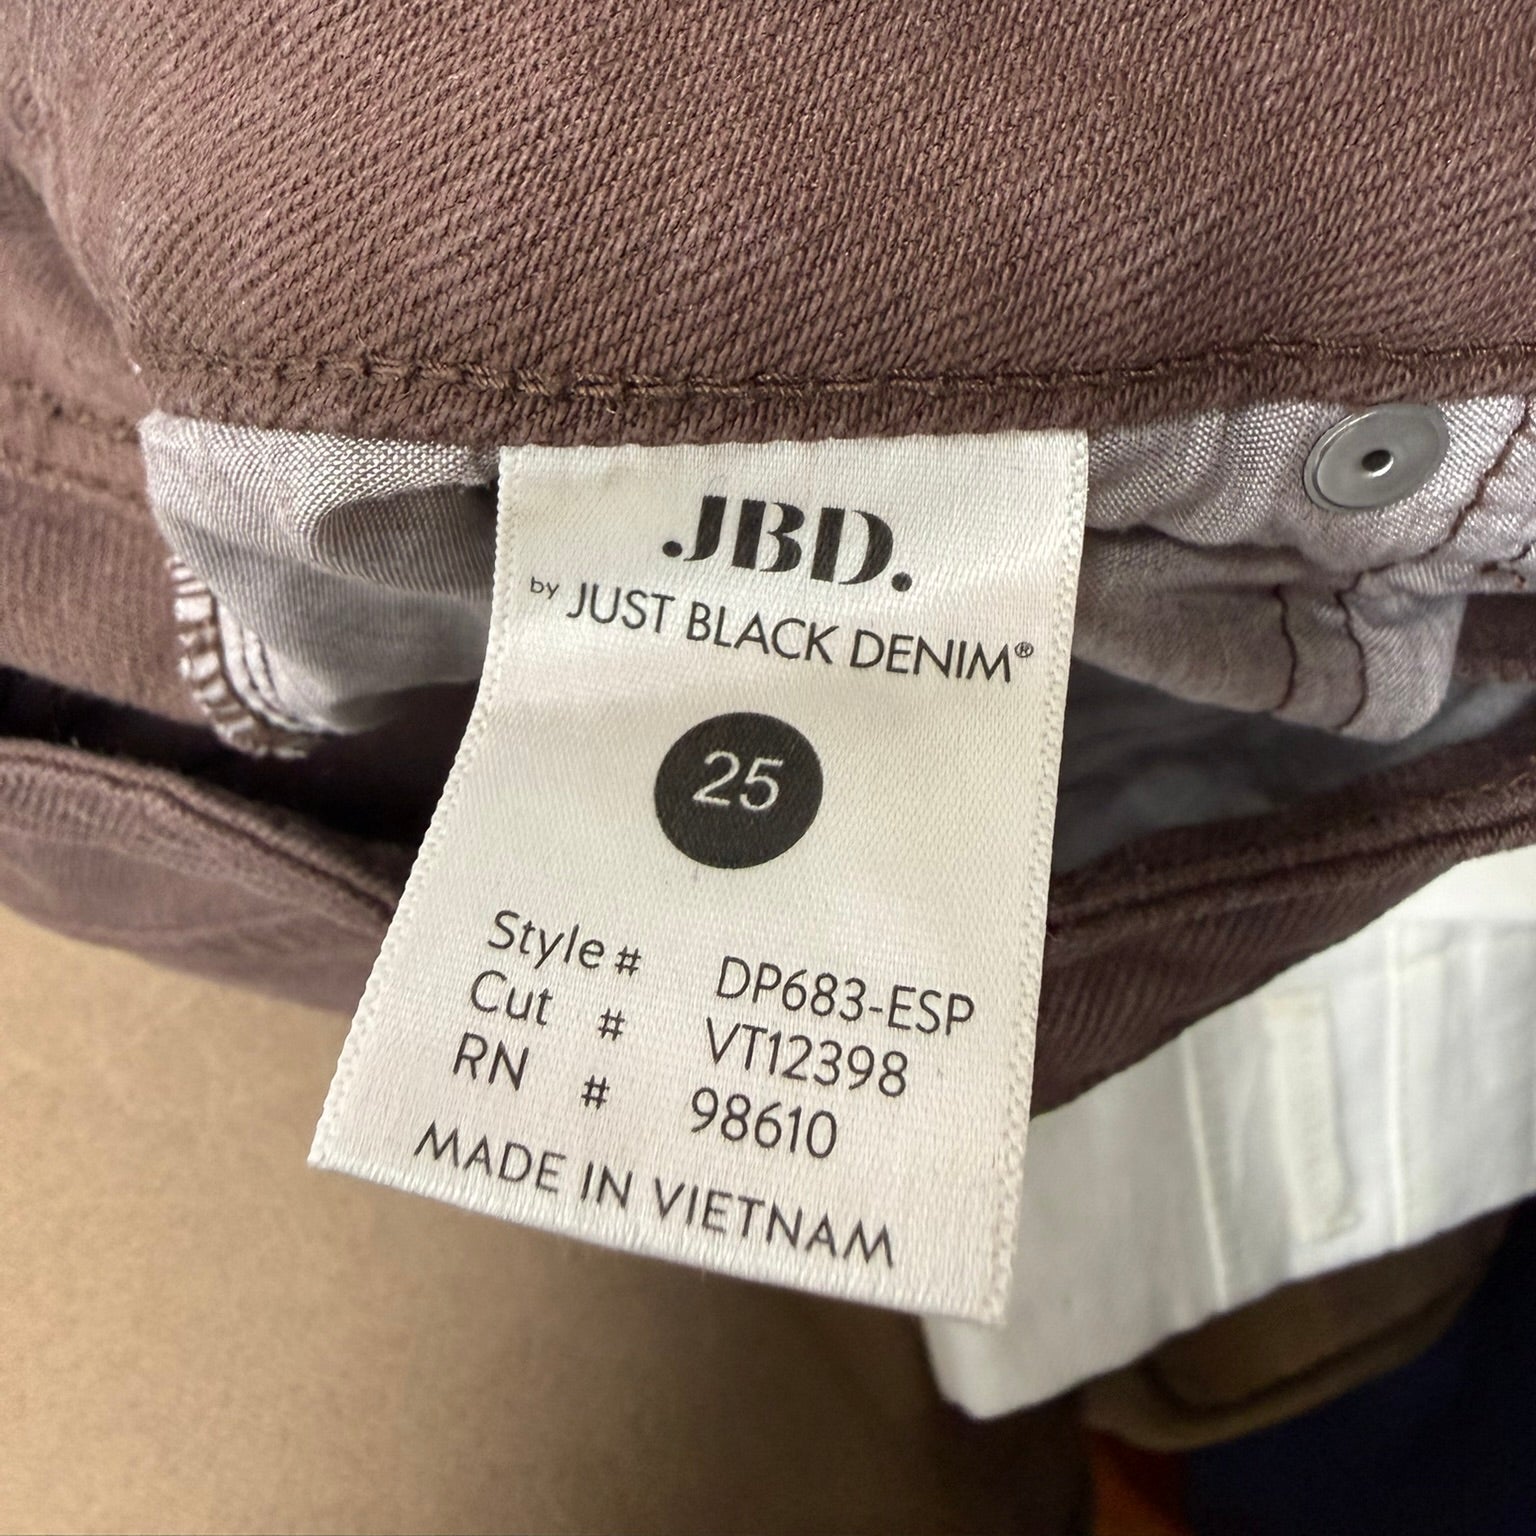 JBD.
by JUST BLACK DENIM®
25
Style # DP683-ESP
Cut # VT12398
RN # 98610
MADE IN VIETNAM